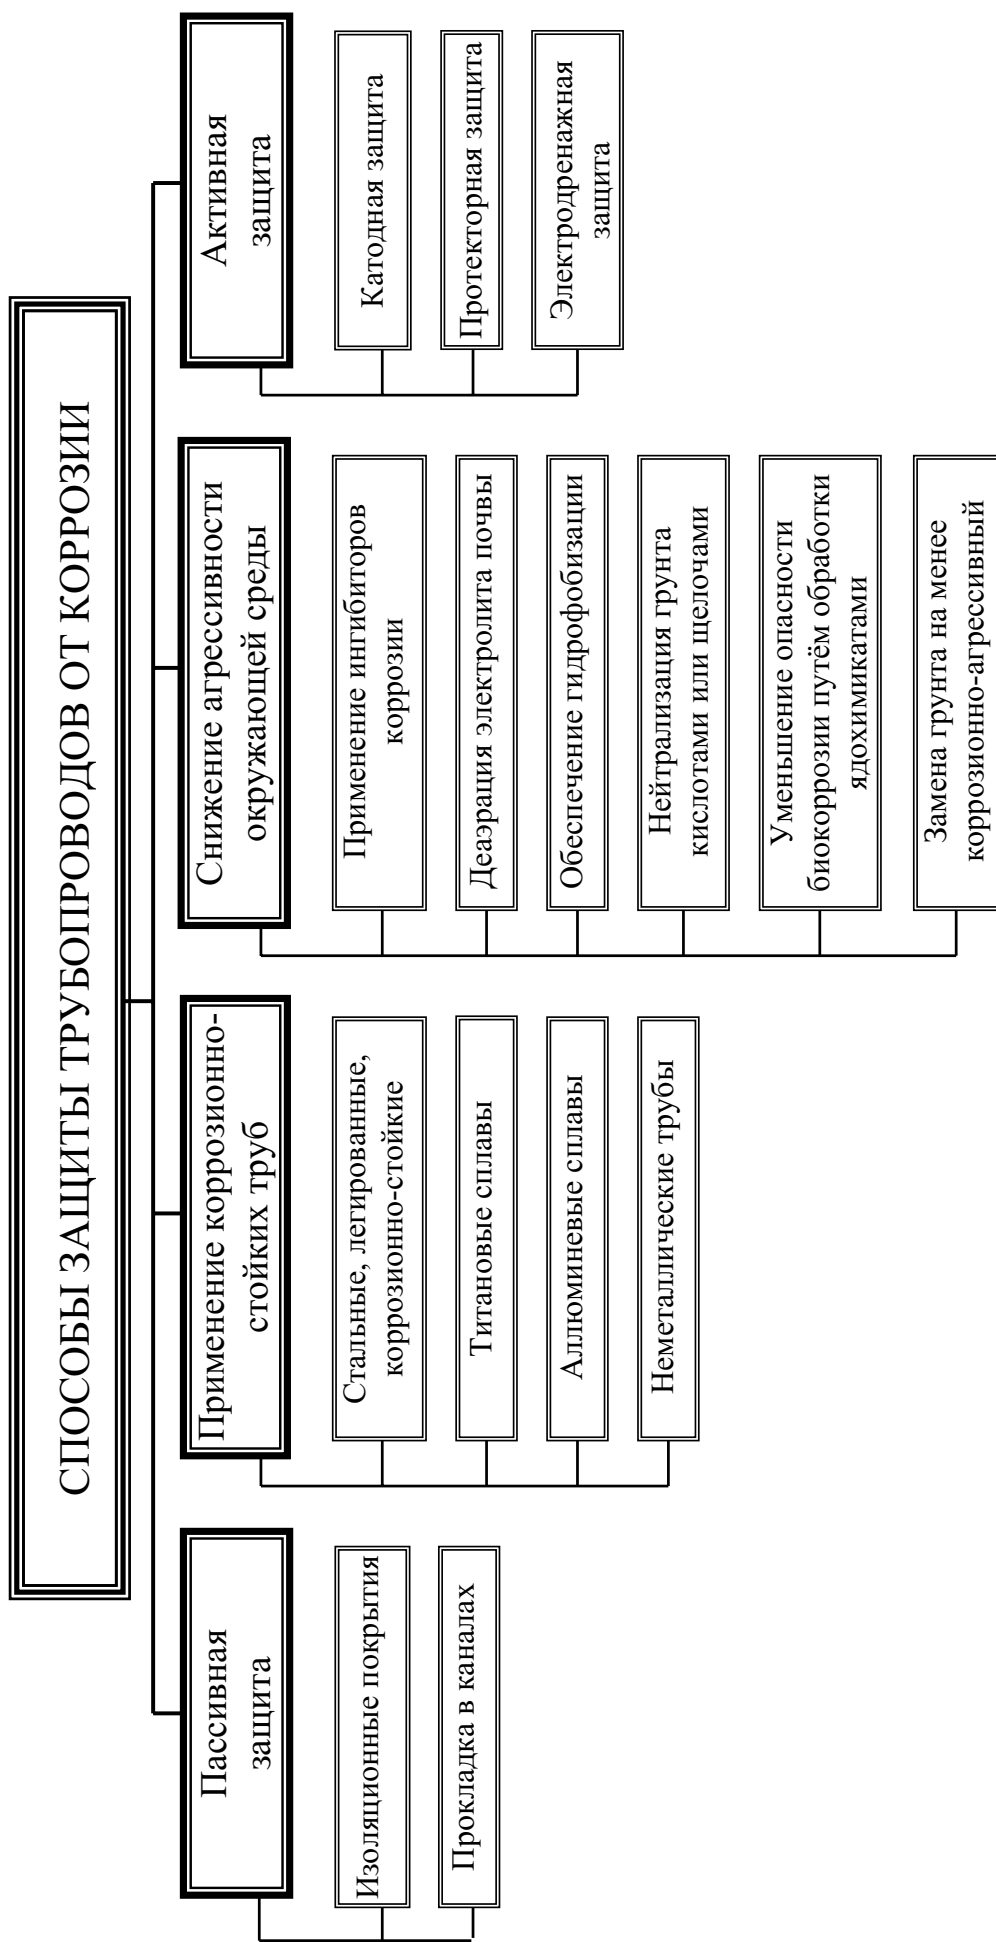 СПОСОБЫ ЗАЩИТЫ ТРУБОПРОВОДОВ ОТ КОРРОЗИИ
Пассивная
защита
Изоляционные покрытия
Прокладка в каналах
Применение коррозионно-
стойких труб
Стальные, легированные,
коррозионно-стойкие
Титановые сплавы
Аллюминевые сплавы
Неметаллические трубы
Снижение агрессивности
окружающей среды
Применение ингибиторов
коррозии
Деаэрация электролита почвы
Обеспечение гидрофобизации
Нейтрализация грунта
кислотами или щелочами
Уменьшение опасности
биокоррозии путём обработки
ядохимикатами
Замена грунта на менее
коррозионно-агрессивный
Активная
защита
Катодная защита
Протекторная защита
Электродренажная
защита